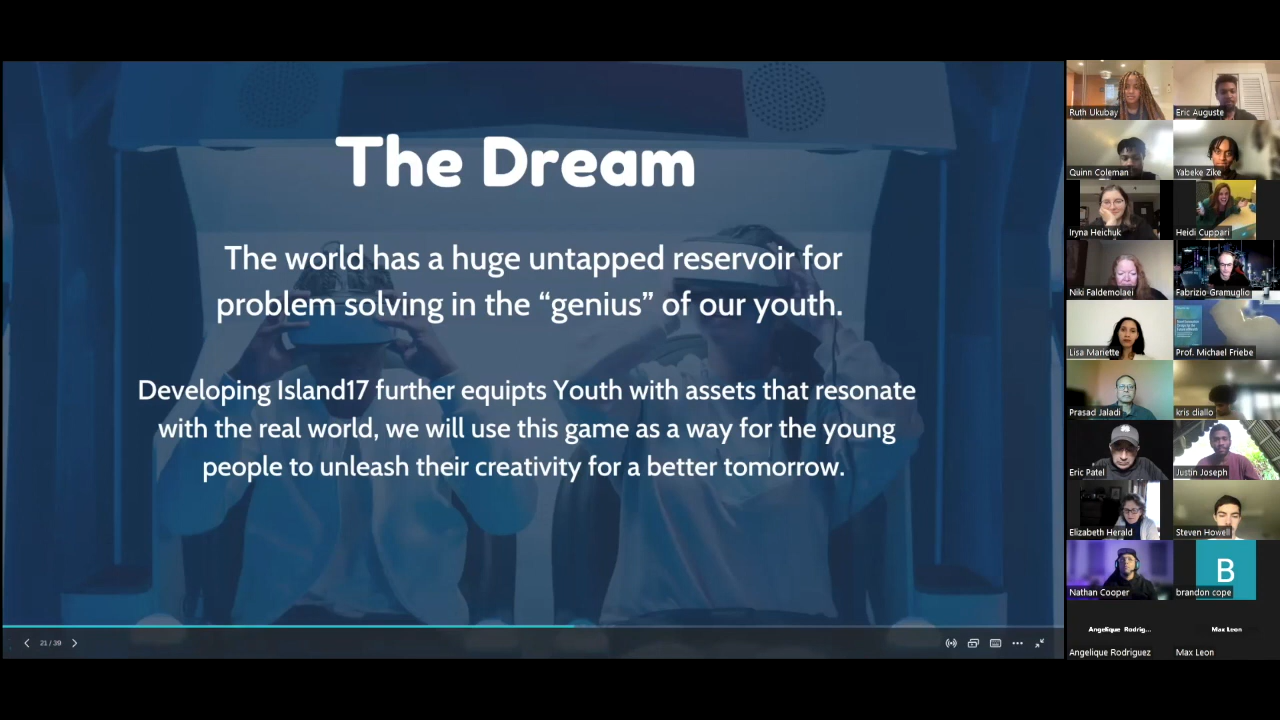 The Dream
The world has a huge untapped reservoir for
problem solving in the “genius” of our youth.
Developing Island17 further equipts Youth with assets that resonate
with the real world, we will use this game as a way for the young
people to unleash their creativity for a better tomorrow.
21 / 39
Ruth Ukubay
Eric Auguste
Quinn Coleman
Yabeke Zike
Iryna Heichuk
Heidi Cuppari
Niki Faldemolaei
Fabrizio Gramuglio
Lisa Mariette
Prof. Michael Friebe
Prasad Jaladi
kris diallo
Eric Patel
Justin Joseph
Elizabeth Herald
Steven Howell
Nathan Cooper
B
brandon cope
Angelique Rodrig...
Max Leon
Angelique Rodriguez
Max Leon